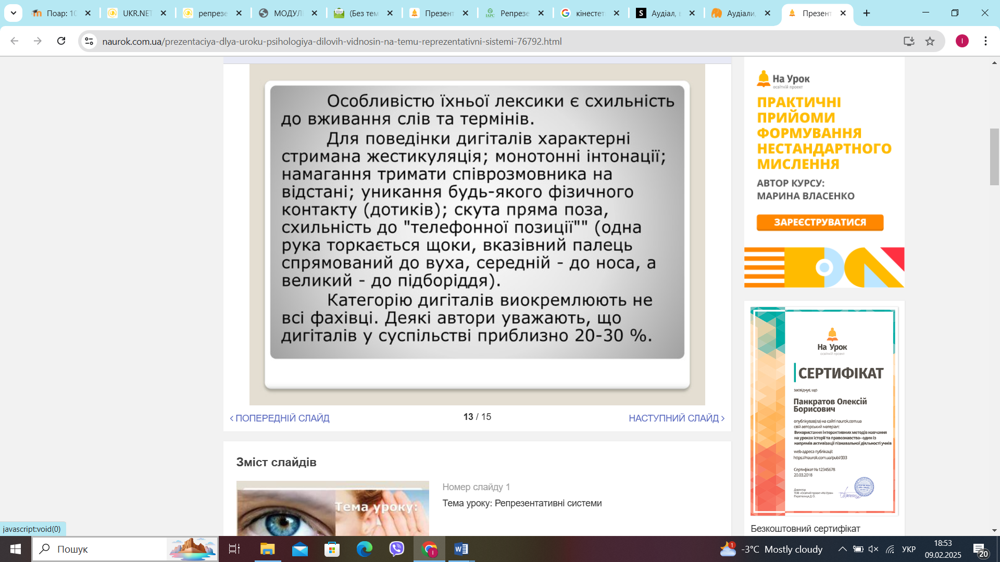 Поар: 10
UKR.NET
репрезе
МОДУЛ
(Без тем
Презент
Репрезе
кінестет
Аудіал, в
Аудіали,
Презент
naurok.com.ua/prezentaciya-dlya-uroku-psihologiya-dilovih-vidnosin-na-temu-reprezentativni-sistemi-76792.html
I
Особливістю їхньої лексики є схильність
до вживання слів та термінів.
Для поведінки дигіталів характерні
стримана жестикуляція; монотонні інтонації;
намагання тримати співрозмовника на
відстані; уникання будь-якого фізичного
контакту (дотиків); скута пряма поза,
схильність до "телефонної позиції"" (одна
рука торкається щоки, вказівний палець
спрямований до вуха, середній - до носа, а
великий - до підборіддя).
Категорію дигіталів виокремлюють не
всі фахівці. Деякі автори уважають, що
дигіталів у суспільстві приблизно 20-30 %.
‹ ПОПЕРЕДНІЙ СЛАЙД
13 / 15
НАСТУПНИЙ СЛАЙД ›
Зміст слайдів
Тема уроку:
Номер слайду 1
Тема уроку: Репрезентативні системи
На Урок
освітній проект
ПРАКТИЧНІ
ПРИЙОМИ
ФОРМУВАННЯ
НЕСТАНДАРТНОГО
МИСЛЕННЯ
АВТОР КУРСУ:
МАРИНА ВЛАСЕНКО
ЗАРЕЄСТРУВАТИСЯ
На Урок
освітній проект
СЕРТИФІКАТ
засвідчує, що
Панкратов Олексій
Борисович
опублікував(ла) на сайті naurok.com.ua
свій авторський матеріал:
Використання інтерактивних методів навчання
на уроках історії та правознавства– один із
напрямів активізації пізнавальної діяльності учнів
web-адреса публікації:
https://naurok.com.ua/publ/333
Сертифікат № 12345678
20.03.2018
Директор
ТОВ «Освітній проект «На Урок»
Безкоштовний сертифікат
javascript:void(0)
Пошук
1
-3°C Mostly cloudy
УКР
18:53
09.02.2025
20